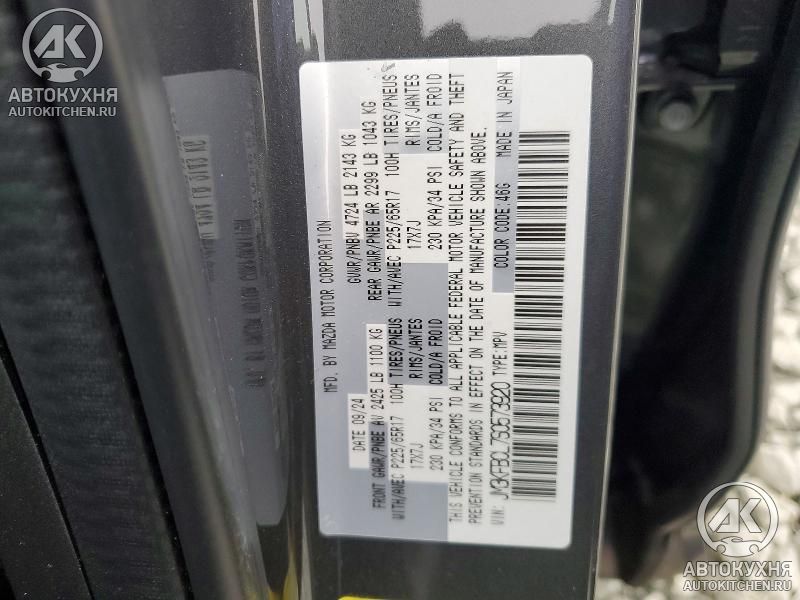 AK
АВТОКУХНЯ
AUTOKITCHEN.RU
MFD. BY MAZDA MOTOR CORPORATION
DATE 09/24 GVWR/PNBV 4724 LB 2143 KG
FRONT GAWR/PNBE AV 2425 LB 1100 KG REAR GAWR/PNBE AR 2299 LB 1043 KG
WITH/AVEC P225/65R17 100H TIRES/PNEUS WITH/AVEC P225/65R17 100H TIRES/PNEUS
17X7J RIMS/JANTES 17X7J RIMS/JANTES
230 KPA/34 PSI COLD/A FROID 230 KPA/34 PSI COLD/A FROID
THIS VEHICLE CONFORMS TO ALL APPLICABLE FEDERAL MOTOR VEHICLE SAFETY AND THEFT
PREVENTION STANDARDS IN EFFECT ON THE DATE OF MANUFACTURE SHOWN ABOVE.
VIN: JM3KFBCL7S0573920 TYPE:MPV COLOR CODE:46G MADE IN JAPAN
AK
АВТОКУХНЯ
AUTOKITCHEN.RU